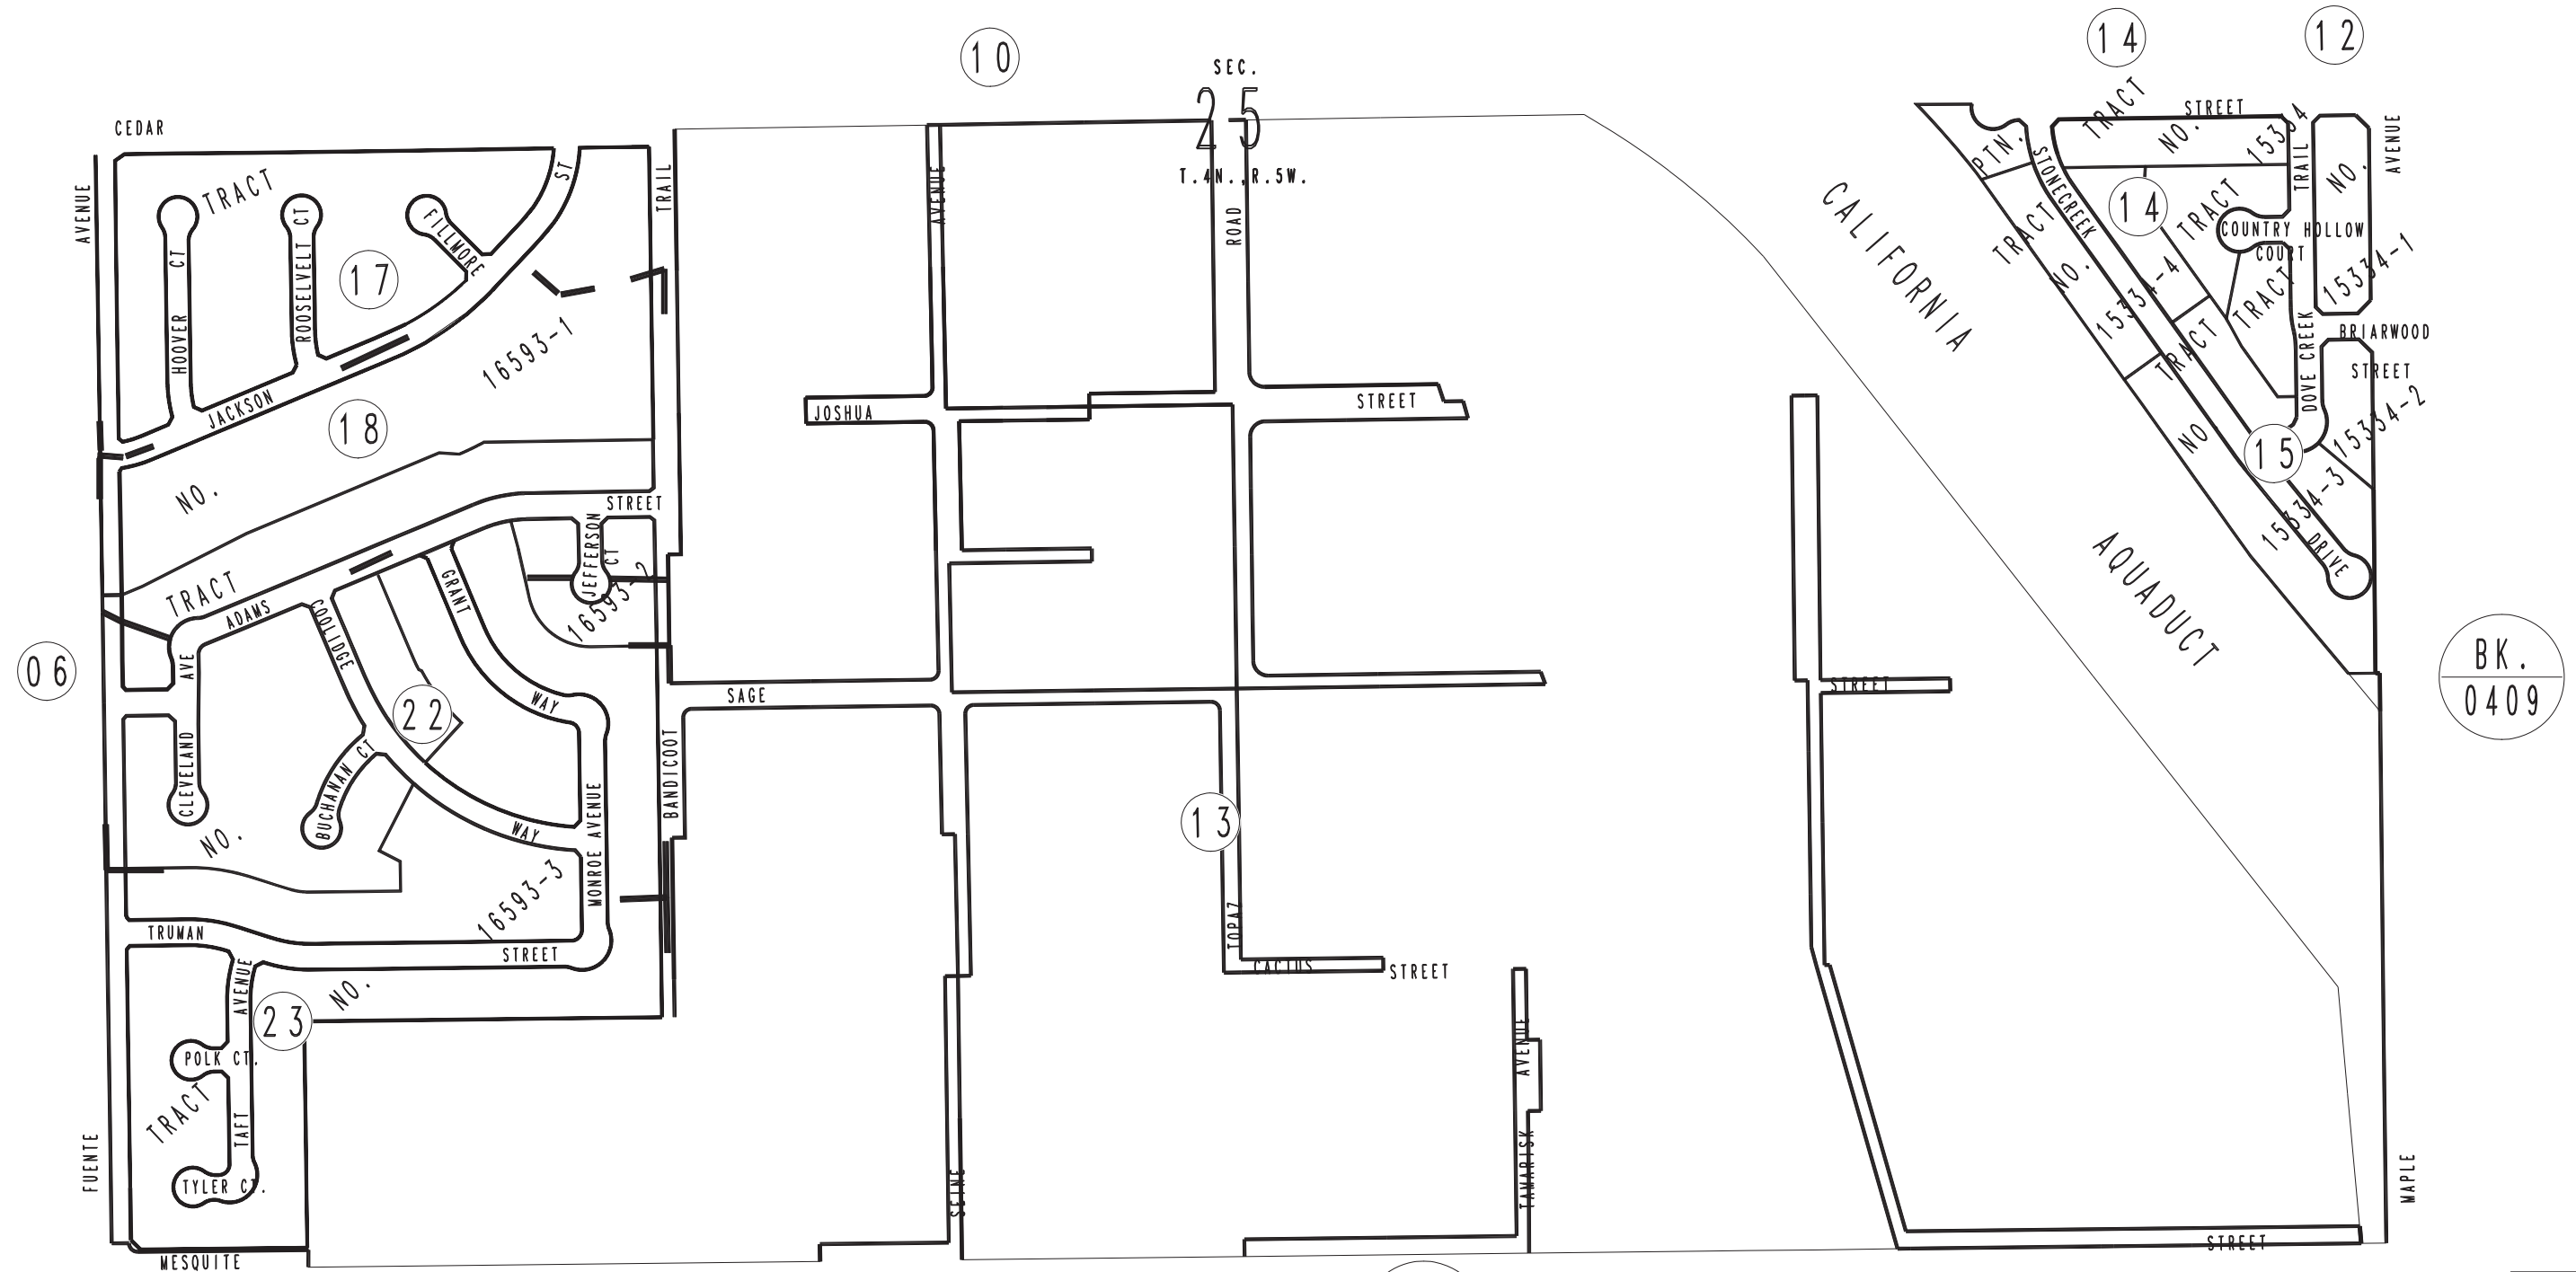 10
14
12
SEC.
25
T.4N.,R.5W.
CEDAR
STREET
AVENUE
TRAIL
AVENUE
ROAD
AVENUE
TRACT
NO.
15334
TRAIL
NO.
15334-1
PTN.
STONECREEK
14
TRACT
COUNTRY HOLLOW
COURT
TRACT
TRACT
NO.
15334-4
TRACT
BRIARWOOD
STREET
DOVE CREEK
15334-2
NO
15
15334-3
DRIVE
CALIFORNIA
AQUADUCT
TRACT
ST
HOOVER CT
ROOSELVELT CT
FILLMORE
17
16593-1
JACKSON
18
NO.
JOSHUA
STREET
STREET
JEFFERSON
CT
16593-2
TRACT
ADAMS
COOLIDGE
GRANT
WAY
AVE
CLEVELAND
06
22
SAGE
STREET
BK.
0409
BUCHANAN CT
WAY
MONROE AVENUE
BANDICOOT
13
NO.
16593-3
TRUMAN
STREET
TOPAZ
CACTUS
STREET
AVENUE
NO.
23
POLK CT.
TRACT
TAFT
TYLER CT.
AVENUE
TAMARISK
FUENTE
SEINE
MAPLE
MESQUITE
STREET